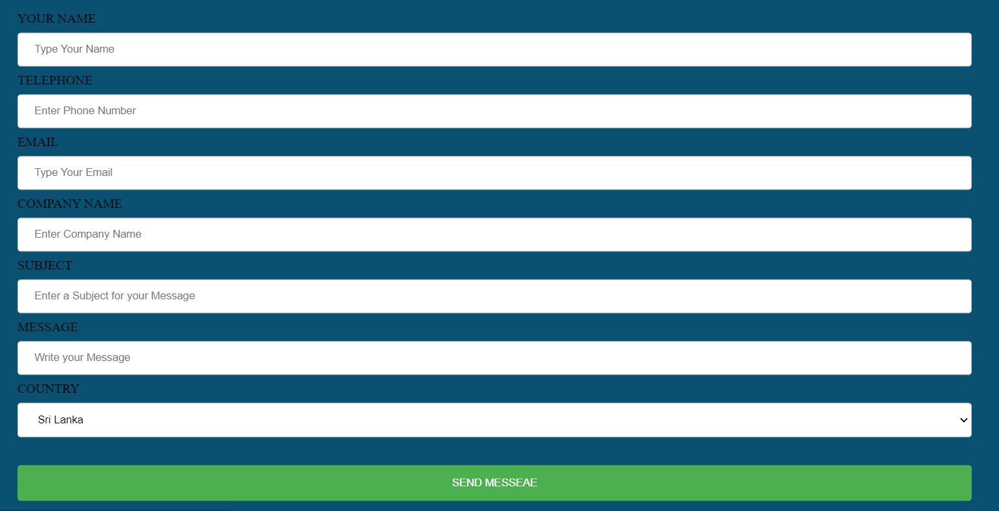 YOUR NAME
Type Your Name
TELEPHONE
Enter Phone Number
EMAIL
Type Your Email
COMPANY NAME
Enter Company Name
SUBJECT
Enter a Subject for your Message
MESSAGE
Write your Message
COUNTRY
Sri Lanka
SEND MESSEAE